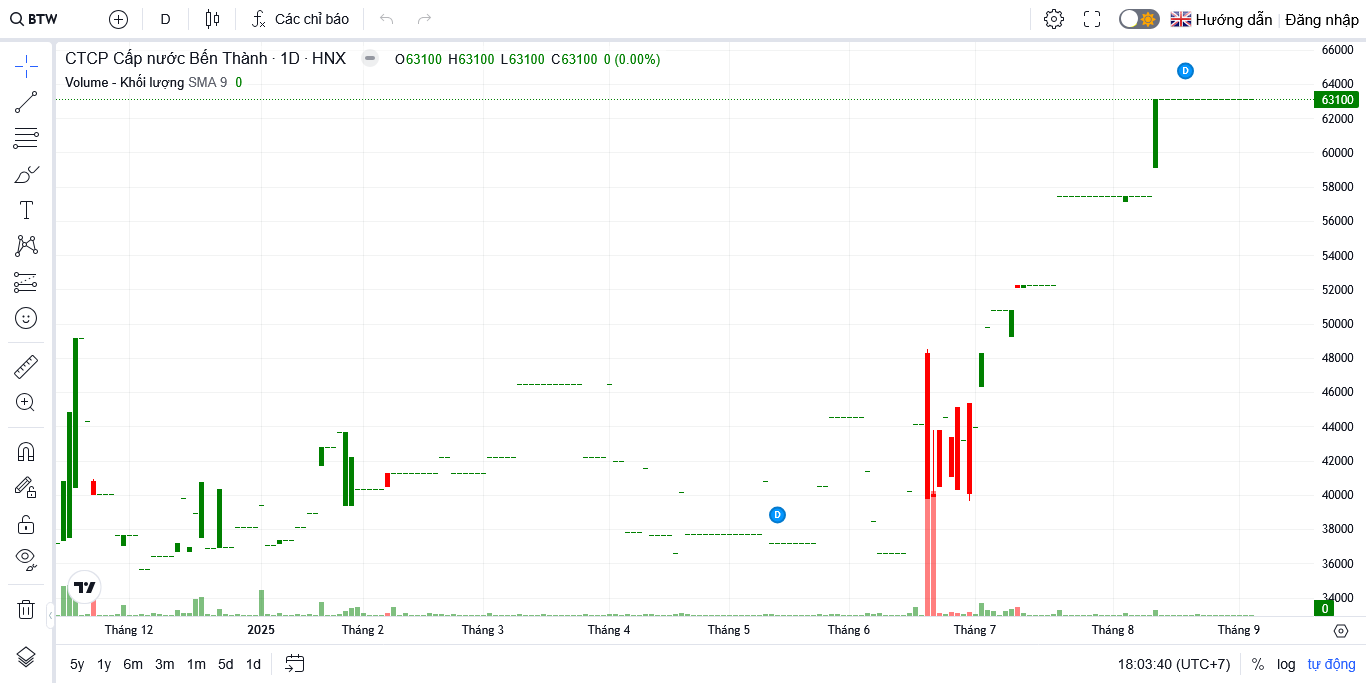 BTW D Các chỉ báo Hướng dẫn Đăng nhập
CTCP Cấp nước Bến Thành · 1D · HNX O63100 H63100 L63100 C63100 0 (0.00%)
Volume - Khối lượng SMA 9 0
66000
D
64000
63100
62000
60000
58000
56000
54000
52000
50000
48000
46000
44000
42000
40000
D
38000
36000
34000
0
Tháng 12 2025 Tháng 2 Tháng 3 Tháng 4 Tháng 5 Tháng 6 Tháng 7 Tháng 8 Tháng 9
5y 1y 6m 3m 1m 5d 1d 18:03:40 (UTC+7) % log tự động